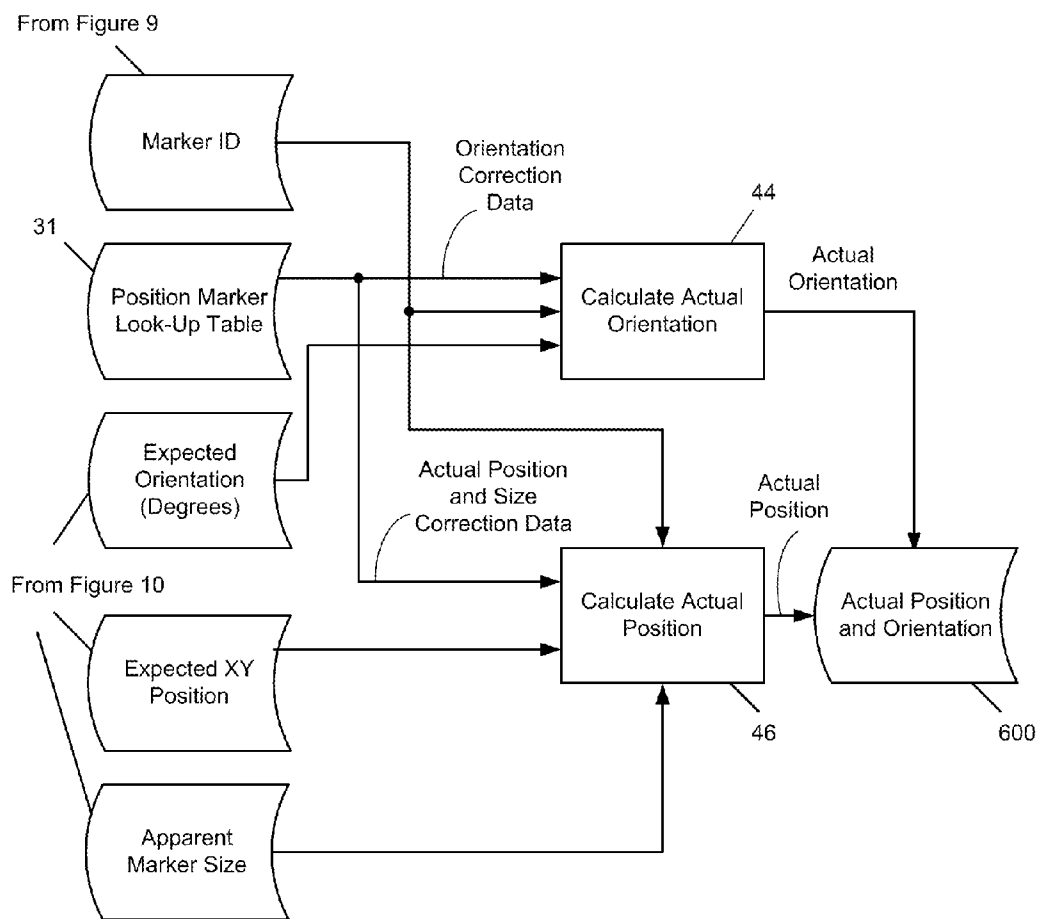 From Figure 9
Marker ID
Orientation
Correction
Data
44
31
Position Marker
Look-Up Table
Calculate Actual
Orientation
Actual
Orientation
Expected
Orientation
(Degrees)
Actual Position
and Size
Correction Data
Actual
Position
From Figure 10
Expected XY
Position
Calculate Actual
Position
Actual Position
and Orientation
46
600
Apparent
Marker Size